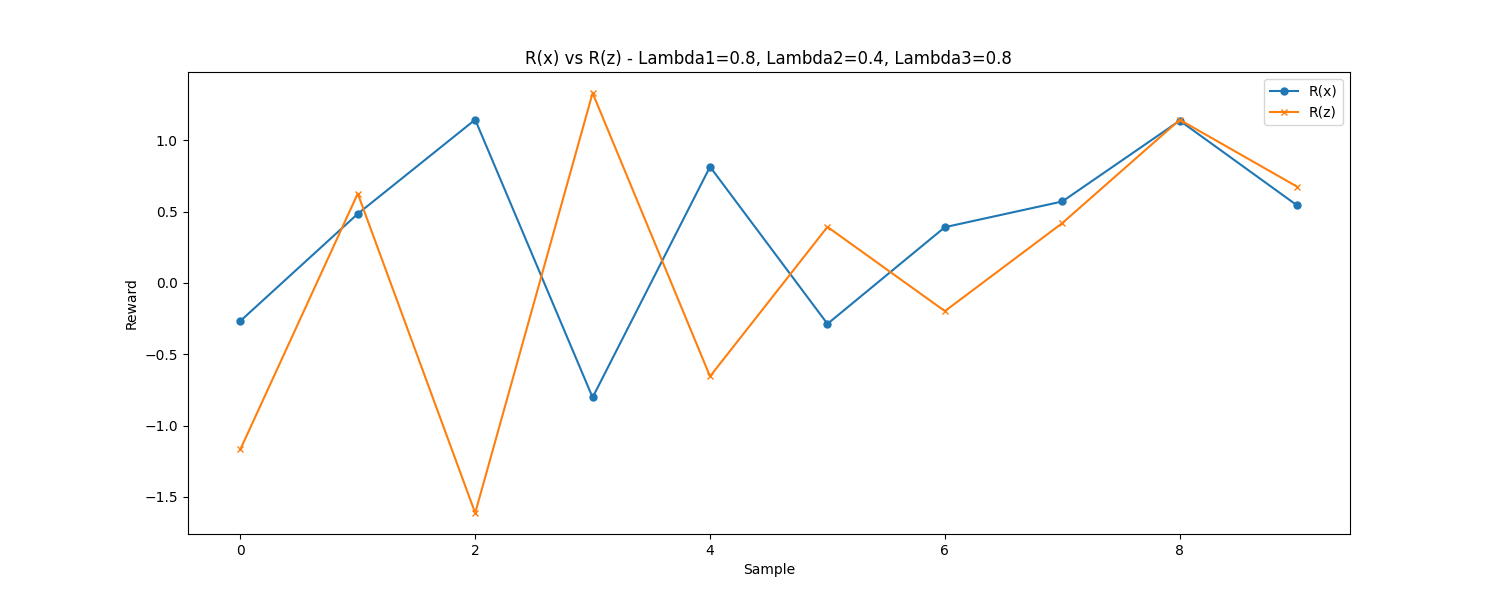 R(x) vs R(z) - Lambda1=0.8, Lambda2=0.4, Lambda3=0.8
R(x)
R(z)
1.0
0.5
0.0
−0.5
−1.0
−1.5
Reward
0 2 4 6 8
Sample